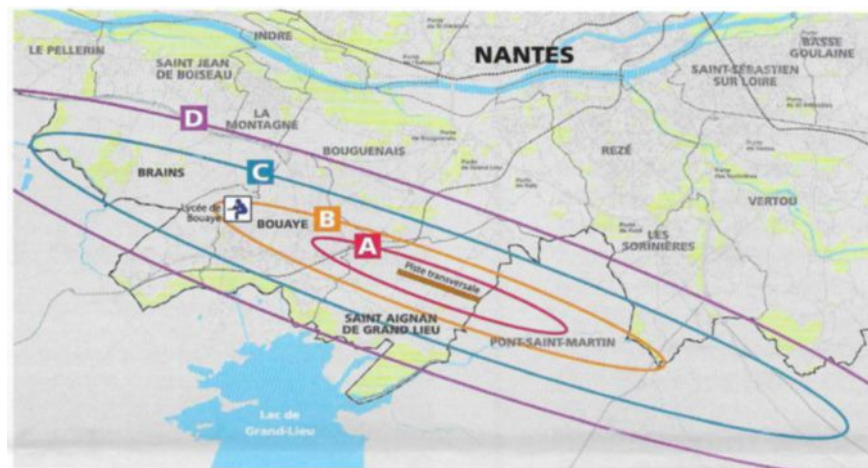 INDRE
LE PELLERIN
SAINT JEAN
DE BOISEAU
NANTES
BASSE
GOULAINE
SAINT-SÉBASTIEN
SUR LOIRE
D
LA
MONTAGNE
BOUGUENAIS
REZÉ
C
BRAINS
VERTOU
Lycée de
Bouaye
BOUAYE
B
A
LES
SORINIÈRES
Piste transversale
SAINT AIGNAN
DE GRAND LIEU
PONT-SAINT-MARTIN
Lac de
Grand-Lieu